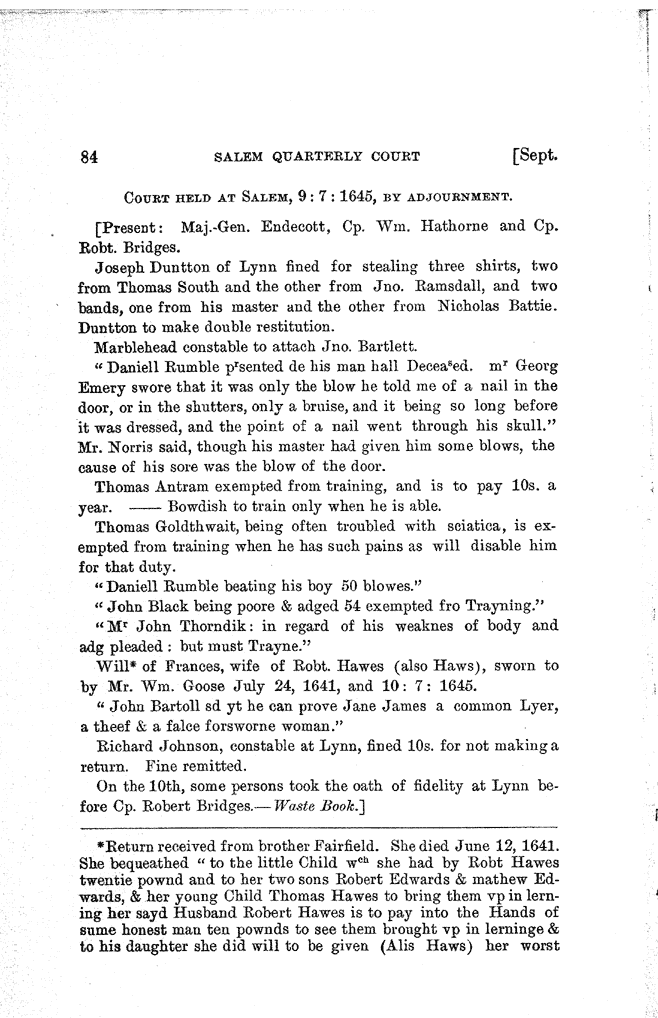 84 SALEM QUARTERLY COURT [Sept.
COURT HELD AT SALEM, 9 : 7 : 1645, BY ADJOURNMENT.
[Present: Maj.-Gen. Endecott, Cp. Wm. Hathorne and Cp.
Robt. Bridges.
Joseph Duntton of Lynn fined for stealing three shirts, two
from Thomas South and the other from Jno. Ramsdall, and two
bands, one from his master and the other from Nicholas Battie.
Duntton to make double restitution.
Marblehead constable to attach Jno. Bartlett.
“ Daniell Rumble pʳsented de his man hall Deceaˢed. mʳ Georg
Emery swore that it was only the blow he told me of a nail in the
door, or in the shutters, only a bruise, and it being so long before
it was dressed, and the point of a nail went through his skull.”
Mr. Norris said, though his master had given him some blows, the
cause of his sore was the blow of the door.
Thomas Antram exempted from training, and is to pay 10s. a
year. —— Bowdish to train only when he is able.
Thomas Goldthwait, being often troubled with sciatica, is ex-
empted from training when he has such pains as will disable him
for that duty.
“ Daniell Rumble beating his boy 50 blowes.”
“ John Black being poore & adged 54 exempted fro Trayning.”
“ Mʳ John Thorndik : in regard of his weaknes of body and
adg pleaded : but must Trayne.”
Will* of Frances, wife of Robt. Hawes (also Haws), sworn to
by Mr. Wm. Goose July 24, 1641, and 10 : 7 : 1645.
“ John Bartoll sd yt he can prove Jane James a common Lyer,
a theef & a falce forsworne woman.”
Richard Johnson, constable at Lynn, fined 10s. for not making a
return. Fine remitted.
On the 10th, some persons took the oath of fidelity at Lynn be-
fore Cp. Robert Bridges.— Waste Book.]
*Return received from brother Fairfield. She died June 12, 1641.
She bequeathed “ to the little Child wᶜʰ she had by Robt Hawes
twentie pownd and to her two sons Robert Edwards & mathew Ed-
wards, & her young Child Thomas Hawes to bring them vp in lern-
ing her sayd Husband Robert Hawes is to pay into the Hands of
sume honest man ten pownds to see them brought vp in lerninge &
to his daughter she did will to be given (Alis Haws) her worst